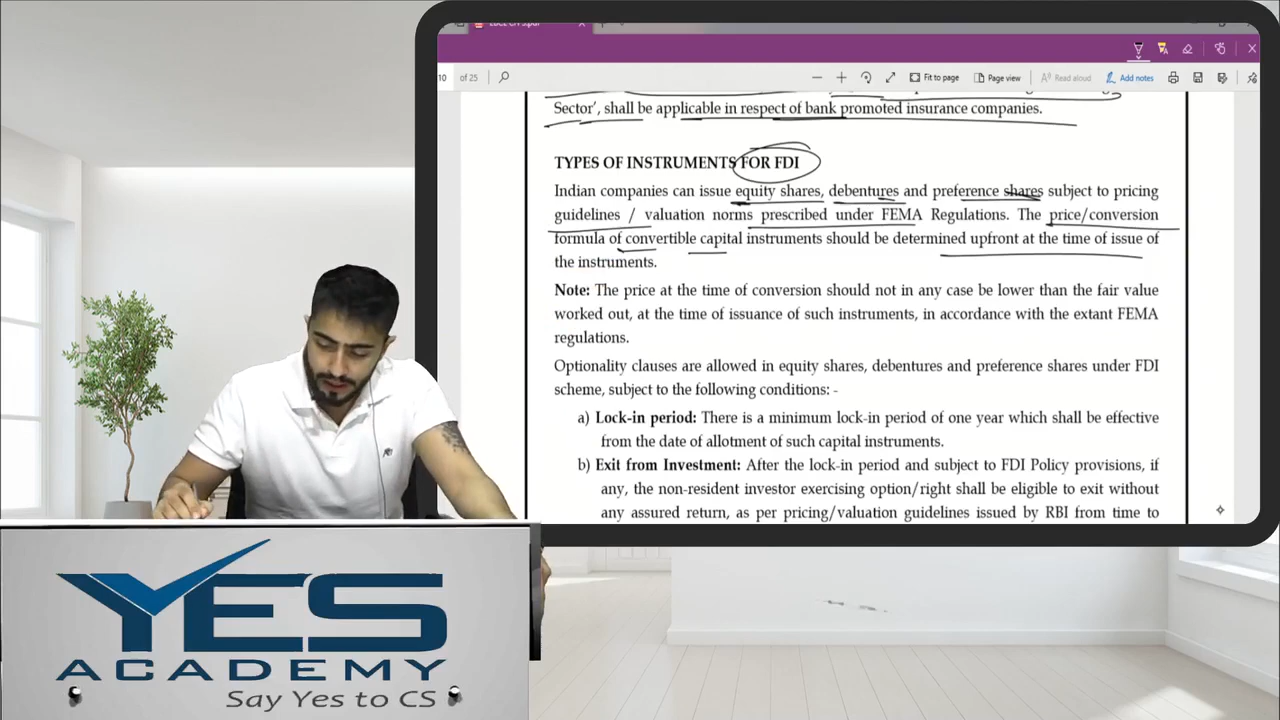 10 of 25
Fit to page
Page view
Read aloud
Add notes
Sector', shall be applicable in respect of bank promoted insurance companies.
TYPES OF INSTRUMENTS FOR FDI
Indian companies can issue equity shares, debentures and preference shares subject to pricing
guidelines / valuation norms prescribed under FEMA Regulations. The price/conversion
formula of convertible capital instruments should be determined upfront at the time of issue of
the instruments.
Note: The price at the time of conversion should not in any case be lower than the fair value
worked out, at the time of issuance of such instruments, in accordance with the extant FEMA
regulations.
Optionality clauses are allowed in equity shares, debentures and preference shares under FDI
scheme, subject to the following conditions: -
a) Lock-in period: There is a minimum lock-in period of one year which shall be effective
from the date of allotment of such capital instruments.
b) Exit from Investment: After the lock-in period and subject to FDI Policy provisions, if
any, the non-resident investor exercising option/right shall be eligible to exit without
any assured return, as per pricing/valuation guidelines issued by RBI from time to
YES
ACADEMY
Say Yes to CS